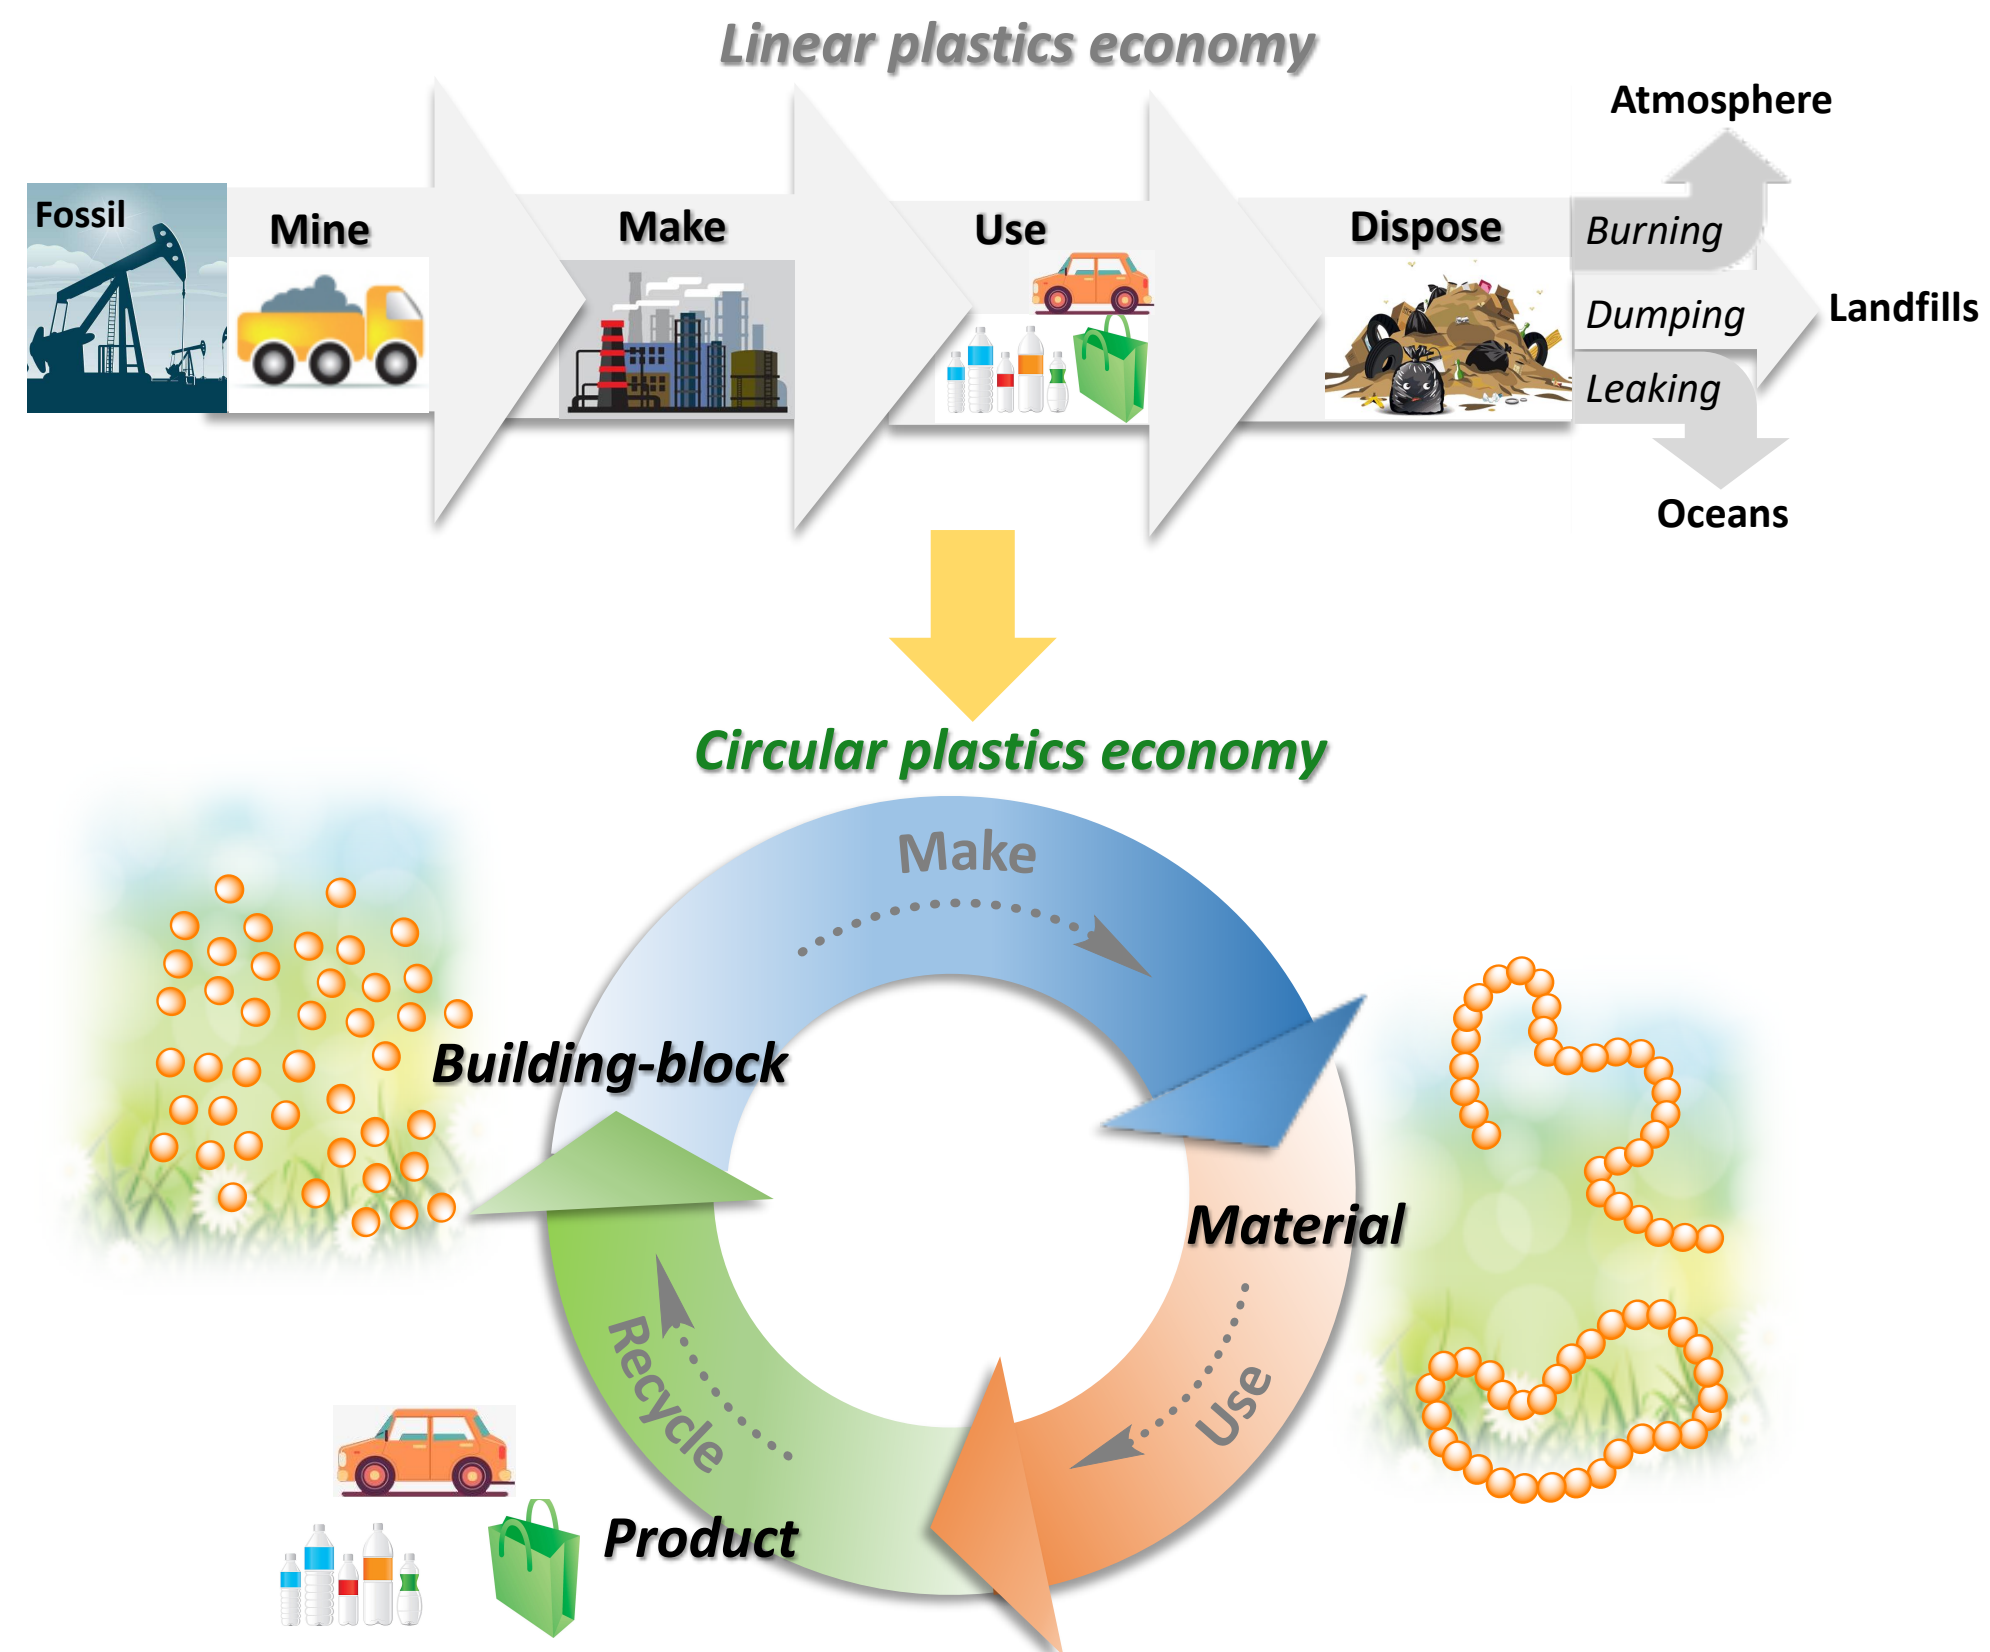 Linear plastics economy
Atmosphere
Fossil
Mine
Make
Use
Dispose
Burning
Dumping
Landfills
Leaking
Oceans
Circular plastics economy
Make
Building-block
Material
Use
Recycle
Product